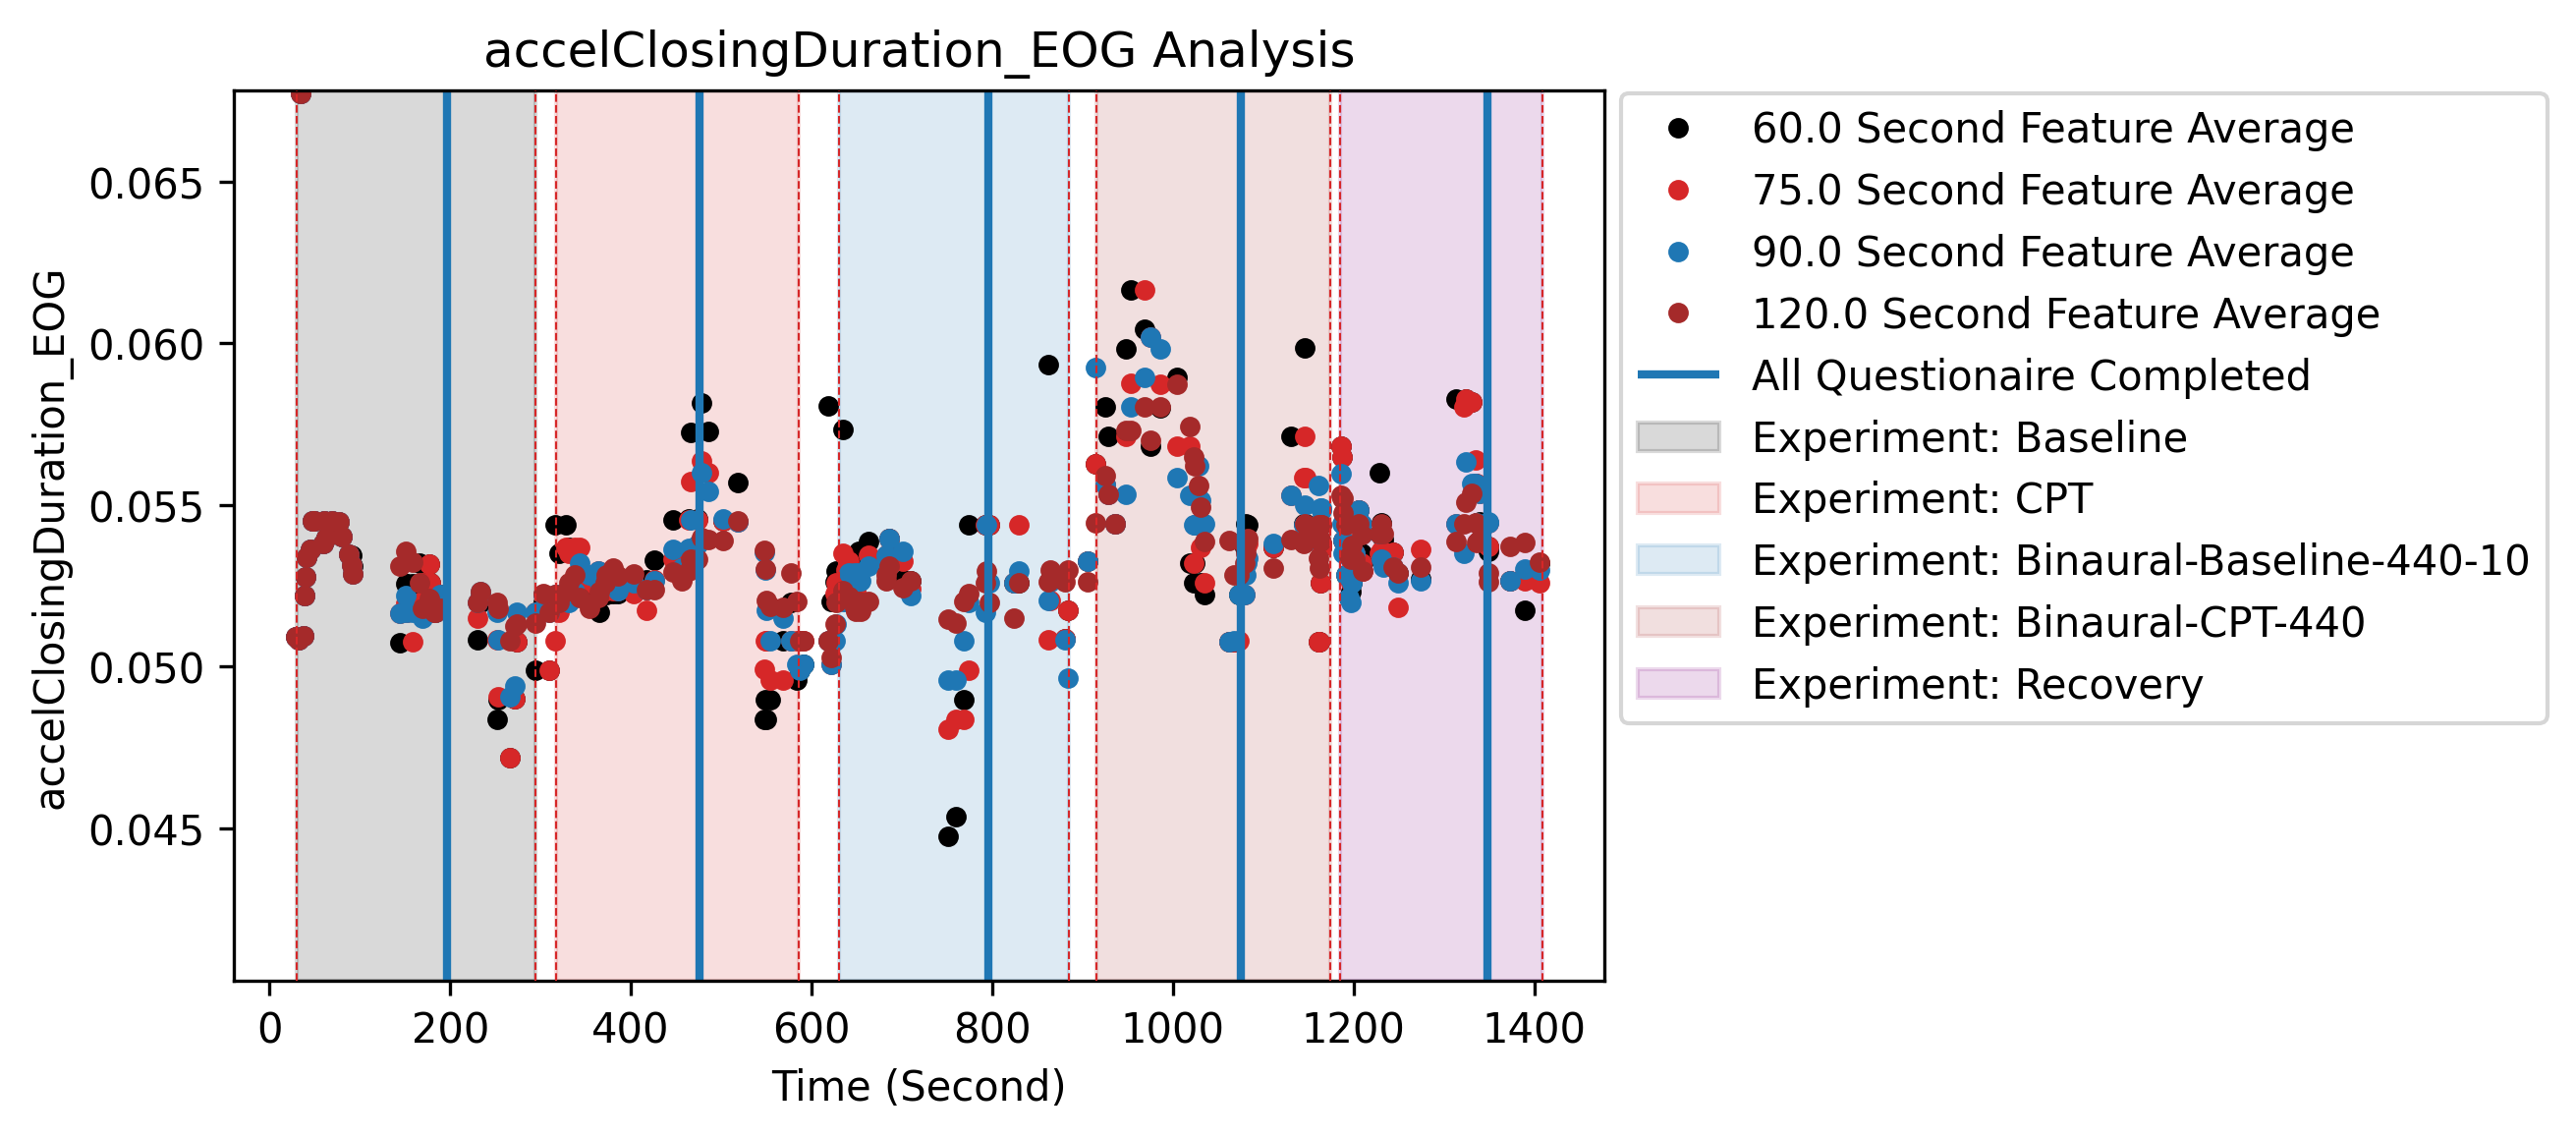 accelClosingDuration_EOG Analysis
accelClosingDuration_EOG
0.065
0.060
0.055
0.050
0.045
0
200
400
600
800
1000
1200
1400
Time (Second)
60.0 Second Feature Average
75.0 Second Feature Average
90.0 Second Feature Average
120.0 Second Feature Average
All Questionaire Completed
Experiment: Baseline
Experiment: CPT
Experiment: Binaural-Baseline-440-10
Experiment: Binaural-CPT-440
Experiment: Recovery